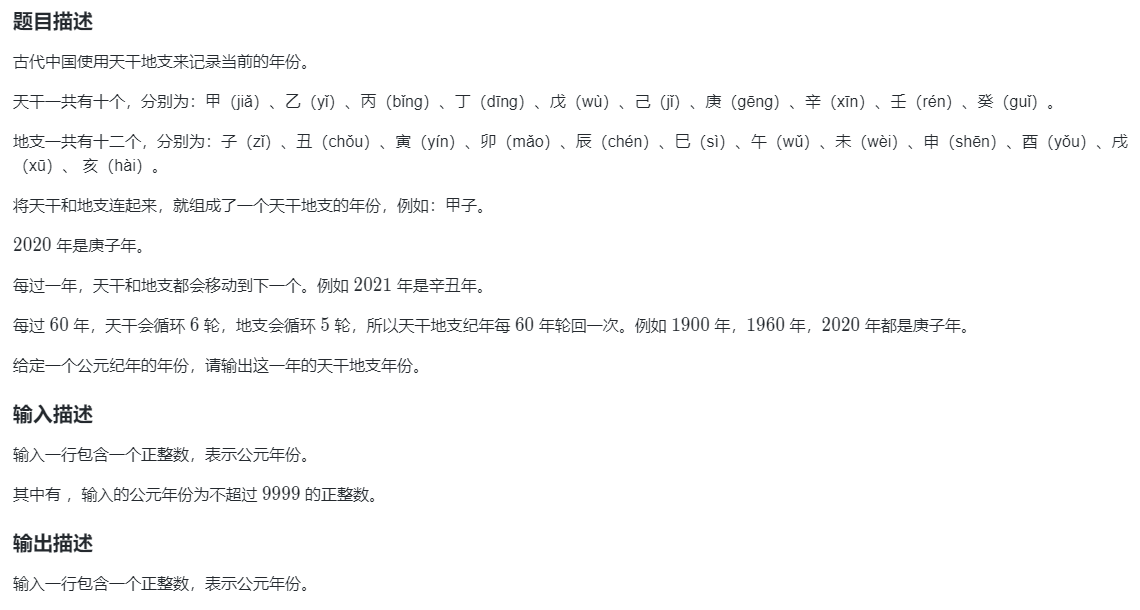 题目描述
古代中国使用天干地支来记录当前的年份。
天干一共有十个，分别为：甲（jiǎ）、乙（yǐ）、丙（bǐng）、丁（dīng）、戊（wù）、己（jǐ）、庚（gēng）、辛（xīn）、壬（rén）、癸（guǐ）。
地支一共有十二个，分别为：子（zǐ）、丑（chǒu）、寅（yín）、卯（mǎo）、辰（chén）、巳（sì）、午（wǔ）、未（wèi）、申（shēn）、酉（yǒu）、戌
（xū）、 亥（hài）。
将天干和地支连起来，就组成了一个天干地支的年份，例如：甲子。
2020 年是庚子年。
每过一年，天干和地支都会移动到下一个。例如 2021 年是辛丑年。
每过 60 年，天干会循环 6 轮，地支会循环 5 轮，所以天干地支纪年每 60 年轮回一次。例如 1900 年，1960 年，2020 年都是庚子年。
给定一个公元纪年的年份，请输出这一年的天干地支年份。
输入描述
输入一行包含一个正整数，表示公元年份。
其中有 ，输入的公元年份为不超过 9999 的正整数。
输出描述
输入一行包含一个正整数，表示公元年份。